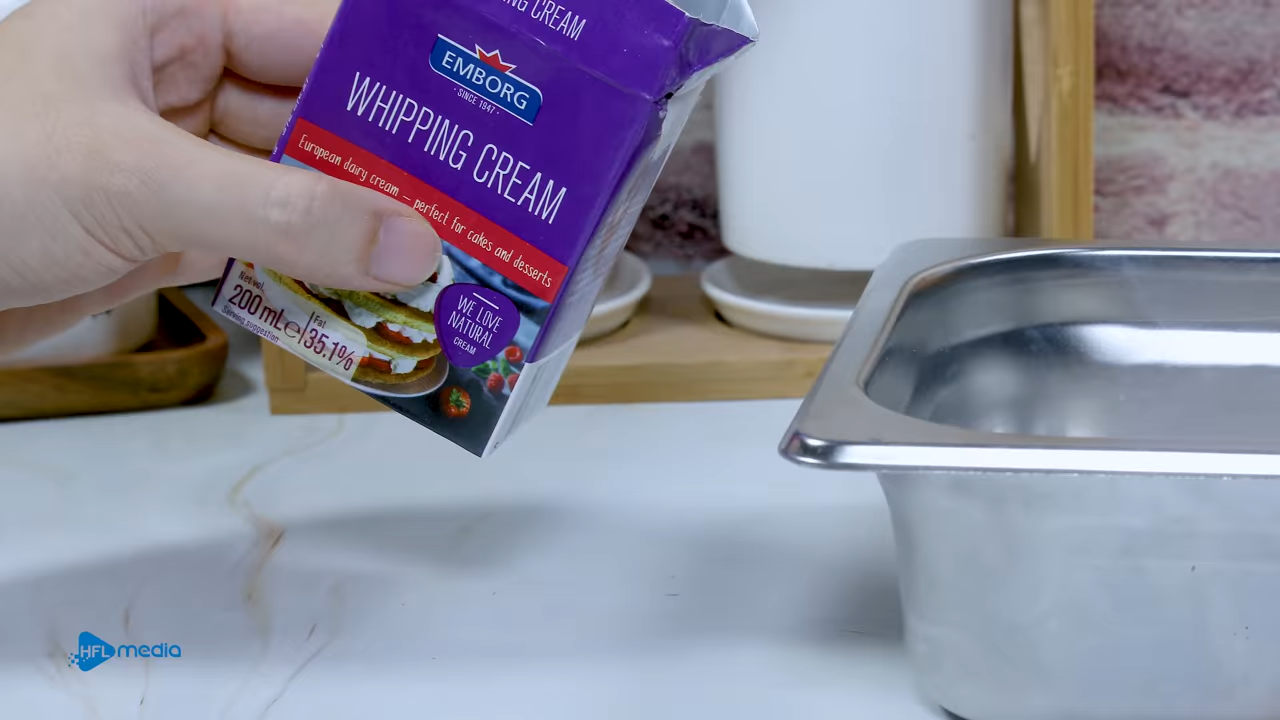 NG CREAM
EMBORG
· SINCE 1947 ·
WHIPPING CREAM
European dairy cream – perfect for cakes and desserts
Net vol.
200 mL e
Serving suggestion
Fat
35.1%
WE LOVE
NATURAL
CREAM
HFL media